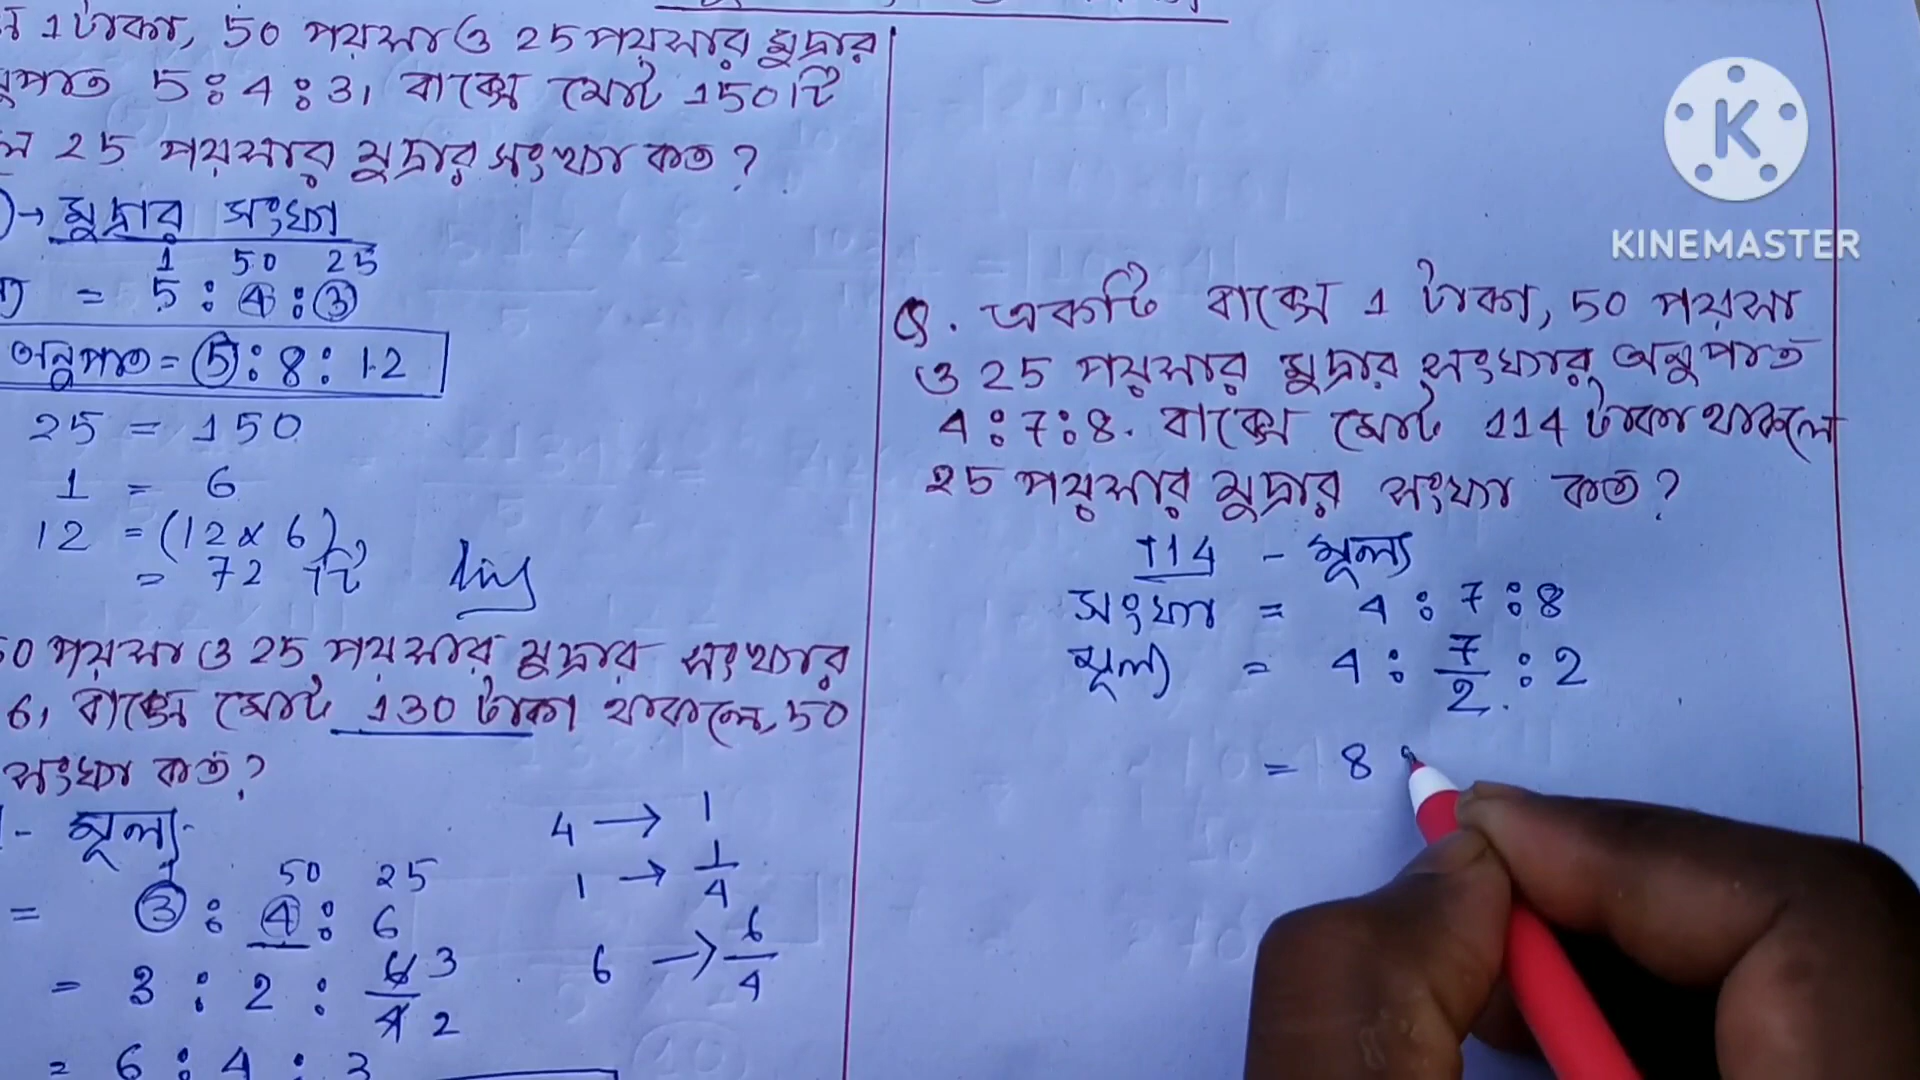 1 টাকা, 50 পয়সা ও 25 পয়সার মুদ্রার
5:4:3। বাক্সে মোট 150টি
25 পয়সার মুদ্রার সংখ্যা কত?
→ মুদ্রার সংখ্যা
1 50 25
= 5:4:3
অনুপাত = 5:8:12
25 = 150
1 = 6
12 = (12×6)
= 72 টি
50 পয়সা ও 25 পয়সার মুদ্রার সংখ্যার
6, বাক্সে মোট 130 টাকা থাকলে, 50
সংখ্যা কত?
- মূল্য
1 50 25
= 3:4:6
= 3:2:6/4 3 2
= 6:4:3
4 → 1
1 → 1/4
6 → 6/4
KINEMASTER
Q. একটি বাক্সে 1 টাকা, 50 পয়সা
ও 25 পয়সার মুদ্রার সংখ্যার অনুপাত
4:7:8. বাক্সে মোট 114 টাকা থাকলে
25 পয়সার মুদ্রার সংখ্যা কত?
114 - মূল্য
সংখ্যা = 4:7:8
মূল্য = 4:7/2:2
= 8